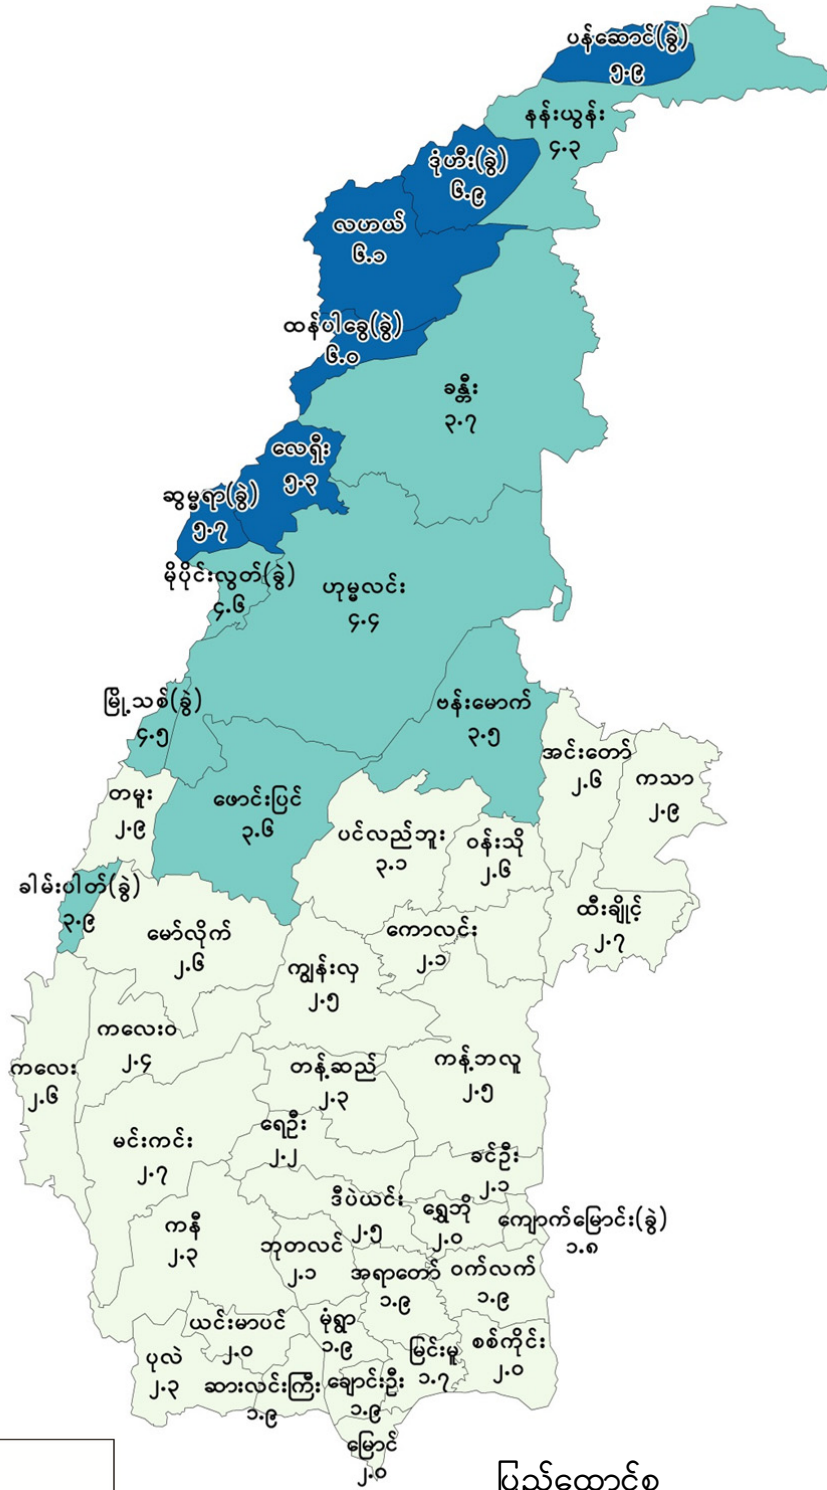 ပန်ဆောင်(ခွဲ)
၅.၉
နန်းယွန်း
၄.၃
ဒုံဟီး(ခွဲ)
၆.၉
လဟယ်
၆.၁
ထန်ပါခွေ(ခွဲ)
၆.၀
ခန္တီး
၃.၇
လေရှီး
၅.၃
ဆွမ္မရာ(ခွဲ)
၅.၇
မိုပိုင်းလွတ်(ခွဲ)
၄.၆
ဟုမ္မလင်း
၄.၄
မြို့သစ်(ခွဲ)
၄.၅
ဗန်းမောက်
၃.၅
အင်းတော်
၂.၆
ကသာ
၂.၉
တမူး
၂.၉
ဖောင်းပြင်
၃.၆
ပင်လည်ဘူး
၃.၁
ဝန်းသို
၂.၆
ခါမ်းပါတ်(ခွဲ)
၃.၉
မော်လိုက်
၂.၆
ကောလင်း
၂.၁
ထီးချိုင့်
၂.၇
ကျွန်းလှ
၂.၅
ကလေးဝ
၂.၄
ကလေး
၂.၆
တန့်ဆည်
၂.၃
ကန့်ဘလူ
၂.၅
ရေဦး
၂.၂
မင်းကင်း
၂.၇
ခင်ဦး
၂.၁
ဒီပဲယင်း
၂.၅
ရွှေဘို
၂.၀
ကျောက်မြောင်း(ခွဲ)
၁.၈
ကနီ
၂.၃
ဘုတလင်
၂.၁
အရာတော်
၁.၉
ဝက်လက်
၁.၉
ယင်းမာပင်
၂.၀
မုံရွာ
၁.၉
မြင်းမူ
၁.၇
စစ်ကိုင်း
၂.၀
ပုလဲ
၂.၃
ဆားလင်းကြီး
၁.၉
ချောင်းဦး
၁.၉
မြောင်
၂.၀
ပြည်ထောင်စု